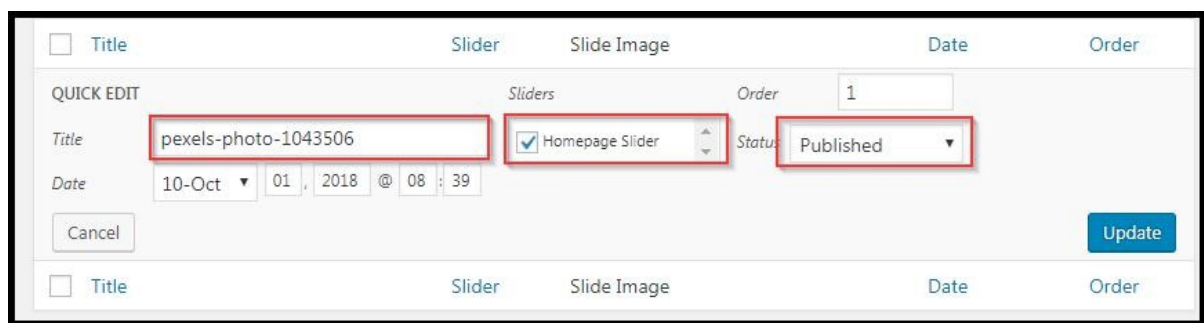 Title Slider Slide Image Date Order
QUICK EDIT Sliders Order 1
Title pexels-photo-1043506 Homepage Slider Status Published
Date 10-Oct 01 , 2018 @ 08 : 39
Cancel Update
Title Slider Slide Image Date Order